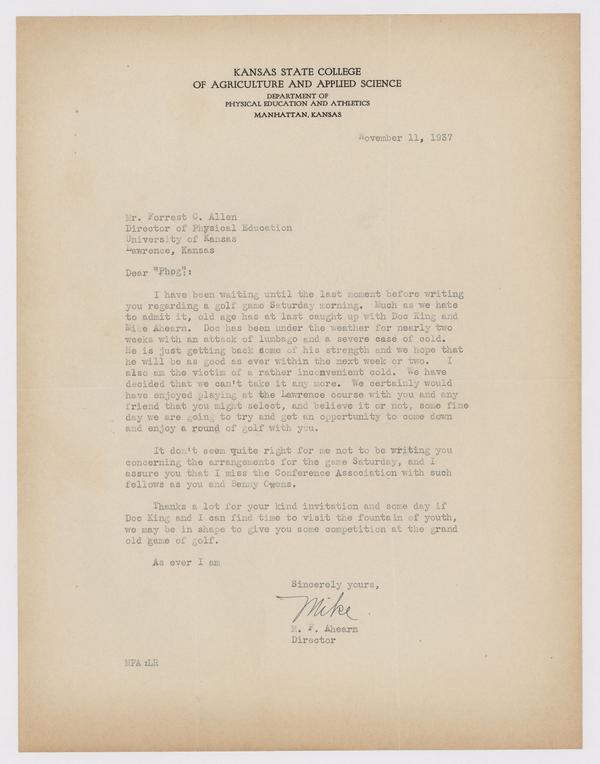 KANSAS STATE COLLEGE
OF AGRICULTURE AND APPLIED SCIENCE
DEPARTMENT OF
PHYSICAL EDUCATION AND ATHLETICS
MANHATTAN, KANSAS
November 11, 1937
Mr. Forrest C. Allen
Director of Physical Education
University of Kansas
Lawrence, Kansas
Dear "Phog":
I have been waiting until the last moment before writing
you regarding a golf game Saturday morning. Much as we hate
to admit it, old age has at last caught up with Doc King and
Mike Ahearn. Doc has been under the weather for nearly two
weeks with an attack of lumbago and a severe case of cold.
He is just getting back some of his strength and we hope that
he will be as good as ever within the next week or two. I
also am the victim of a rather inconvenient cold. We have
decided that we can't take it any more. We certainly would
have enjoyed playing at the Lawrence course with you and any
friend that you might select, and believe it or not, some fine
day we are going to try and get an opportunity to come down
and enjoy a round of golf with you.
It don't seem quite right for me not to be writing you
concerning the arrangements for the game Saturday, and I
assure you that I miss the Conference Association with such
fellows as you and Benny Owens.
Thanks a lot for your kind invitation and some day if
Doc King and I can find time to visit the fountain of youth,
we may be in shape to give you some competition at the grand
old game of golf.
As ever I am
Sincerely yours,
Mike.
M. F. Ahearn
Director
MFA:LR